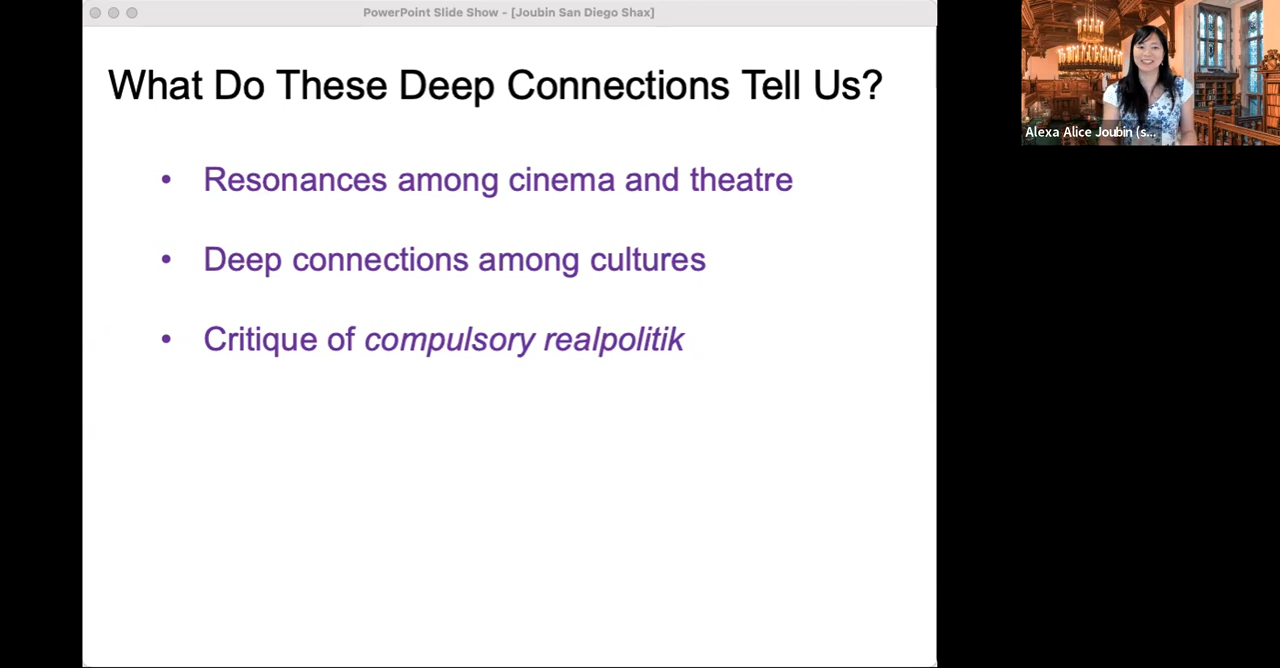 PowerPoint Slide Show - [Joubin San Diego Shax]
What Do These Deep Connections Tell Us?
• Resonances among cinema and theatre
• Deep connections among cultures
• Critique of compulsory realpolitik
Alexa Alice Joubin (s...